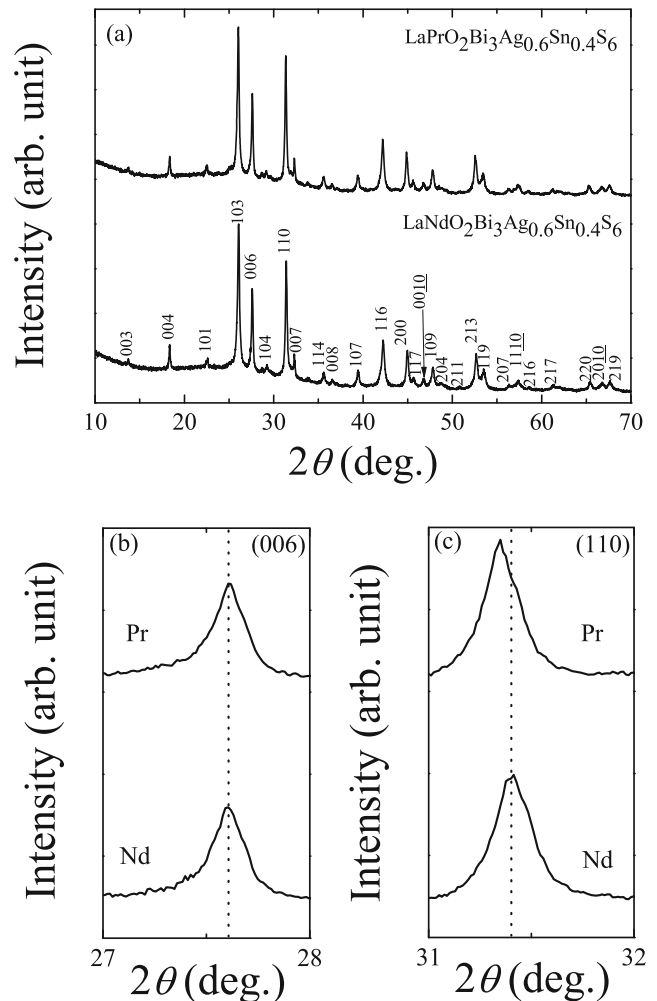 (a)
LaPrO₂Bi₃Ag₀.₆Sn₀.₄S₆
LaNdO₂Bi₃Ag₀.₆Sn₀.₄S₆
Intensity (arb. unit)
003
004
101
103
006
104
110
007
114
008
107
116
200
117
0010
109
204
211
213
119
207
1110
216
217
220
2010
219
10 20 30 40 50 60 70
2θ (deg.)
(b) (006)
Intensity (arb. unit)
Pr
Nd
27 28
2θ (deg.)
(c) (110)
Intensity (arb. unit)
Pr
Nd
31 32
2θ (deg.)